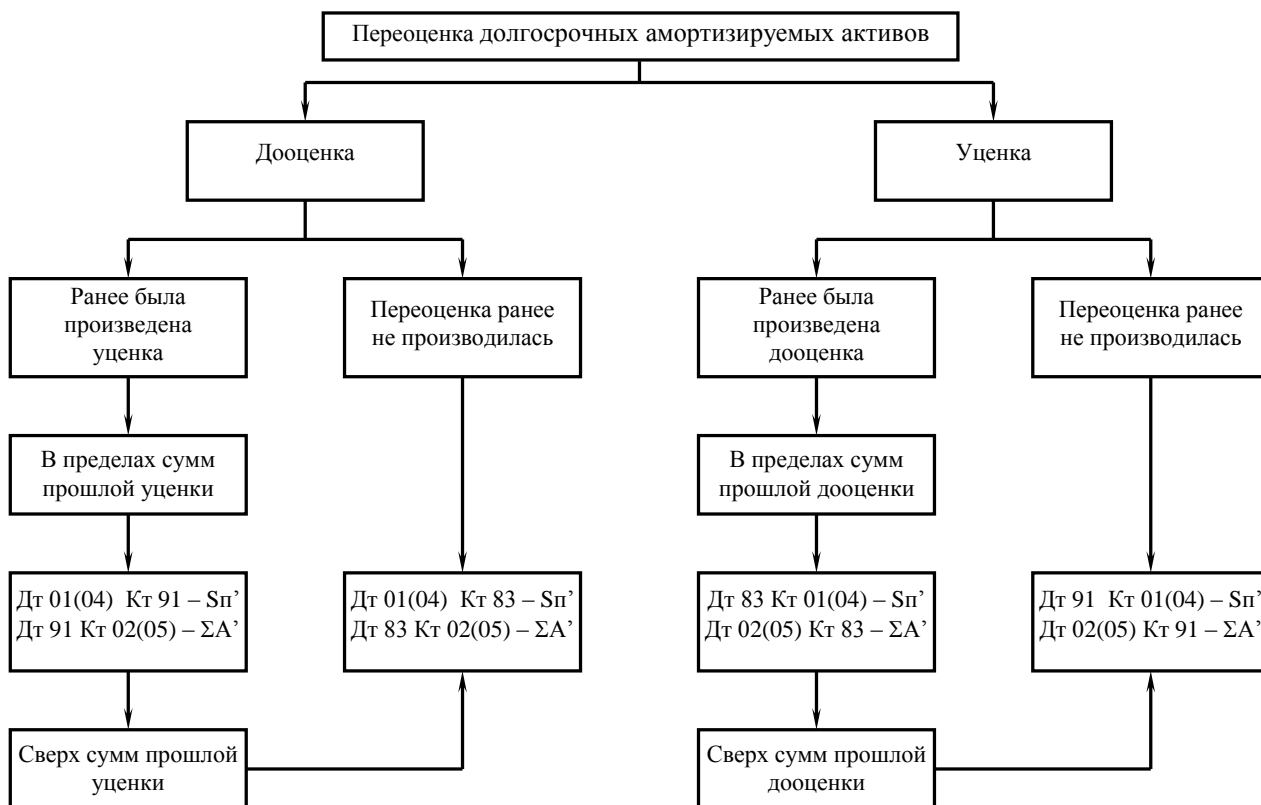 Переоценка долгосрочных амортизируемых активов
Дооценка
Уценка
Ранее была
произведена
уценка
Переоценка ранее
не производилась
Ранее была
произведена
дооценка
Переоценка ранее
не производилась
В пределах сумм
прошлой уценки
В пределах сумм
прошлой дооценки
Дт 01(04) Кт 91 – Sп’
Дт 91 Кт 02(05) – ΣА’
Дт 01(04) Кт 83 – Sп’
Дт 83 Кт 02(05) – ΣА’
Дт 83 Кт 01(04) – Sп’
Дт 02(05) Кт 83 – ΣА’
Дт 91 Кт 01(04) – Sп’
Дт 02(05) Кт 91 – ΣА’
Сверх сумм прошлой
уценки
Сверх сумм прошлой
дооценки